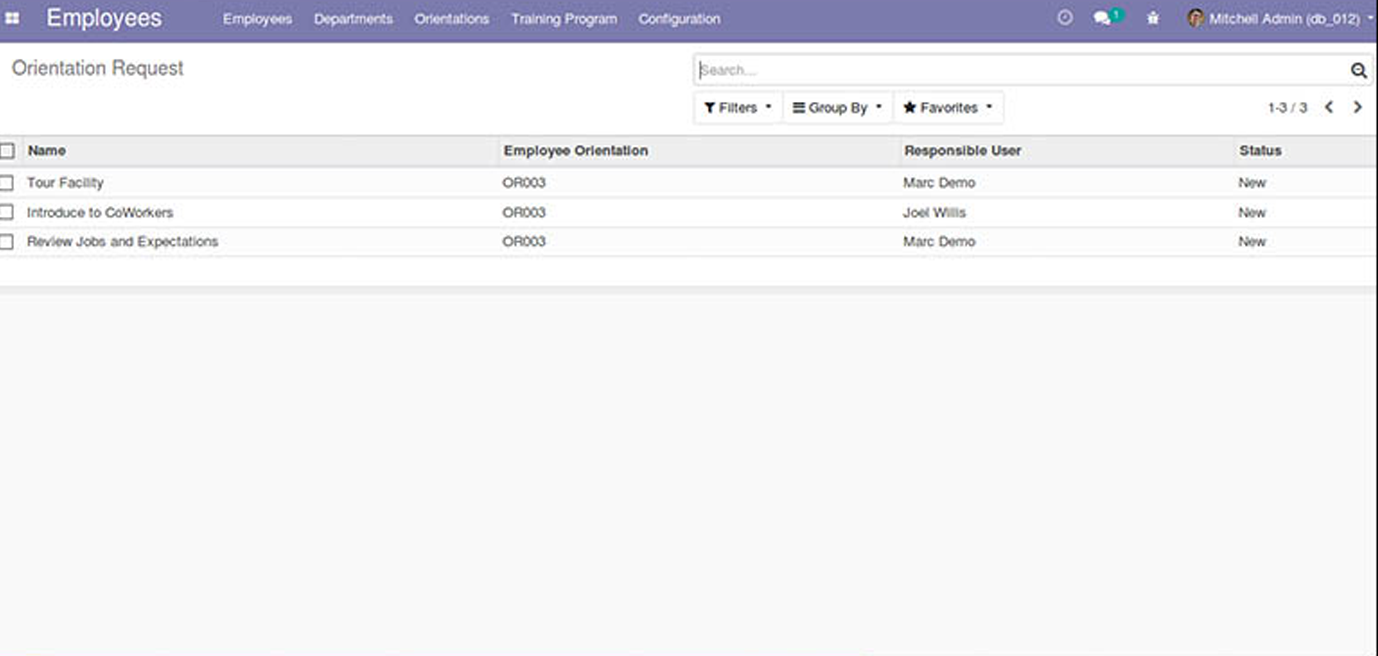 Employees Employees Departments Orientations Training Program Configuration 1 Mitchell Admin (db_012)
Orientation Request Search...
Filters Group By Favorites 1-3 / 3
Name Employee Orientation Responsible User Status
Tour Facility OR003 Marc Demo New
Introduce to CoWorkers OR003 Joel Willis New
Review Jobs and Expectations OR003 Marc Demo New